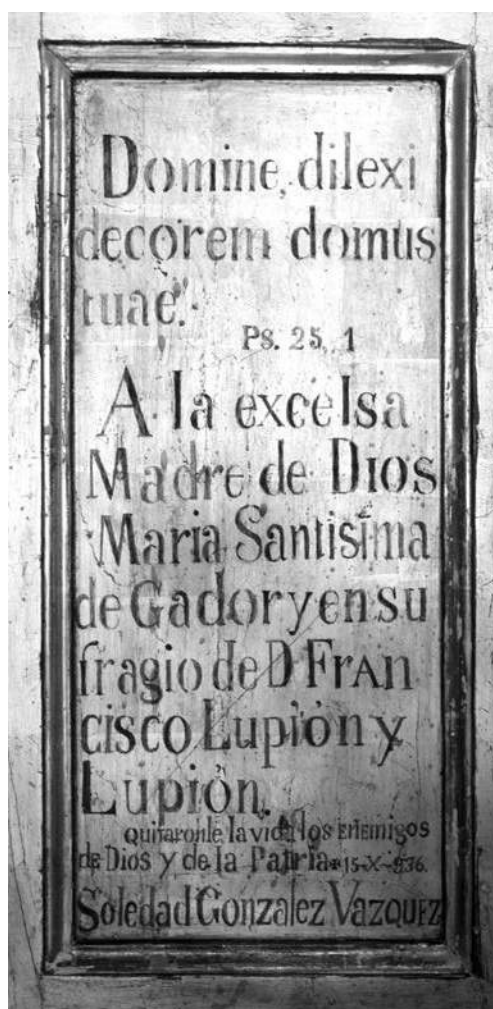 Domine, dilexi
decorem domus
tuae".
Ps. 25, 1
A la excelsa
Madre de Dios
Maria Santisima
de Gador y en su
fragio de D Fran
cisco Lupión y
Lupión.
quitaronle la vida los enemigos
de Dios y de la Patria 15-X-936.
Soledad Gonzalez Vazquez